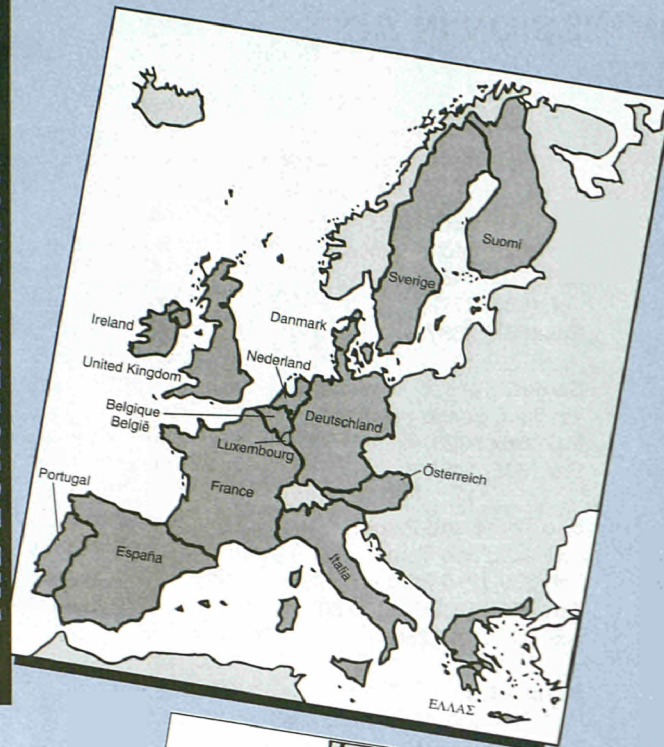 Suomi
Sverige
Danmark
Ireland
Nederland
United Kingdom
Belgique
België
Deutschland
Luxembourg
Österreich
Portugal
France
España
Italia
ΕΛΛΑΣ